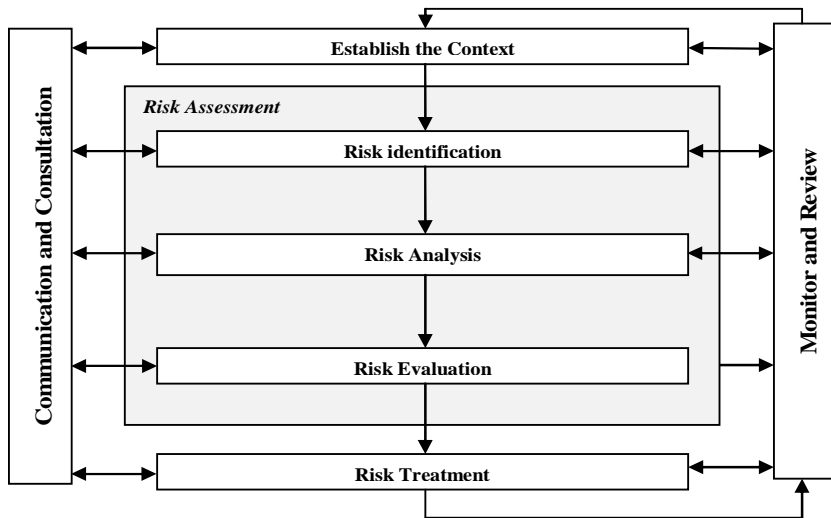 Establish the Context
Risk Assessment
Risk identification
Risk Analysis
Risk Evaluation
Risk Treatment
Communication and Consultation
Monitor and Review